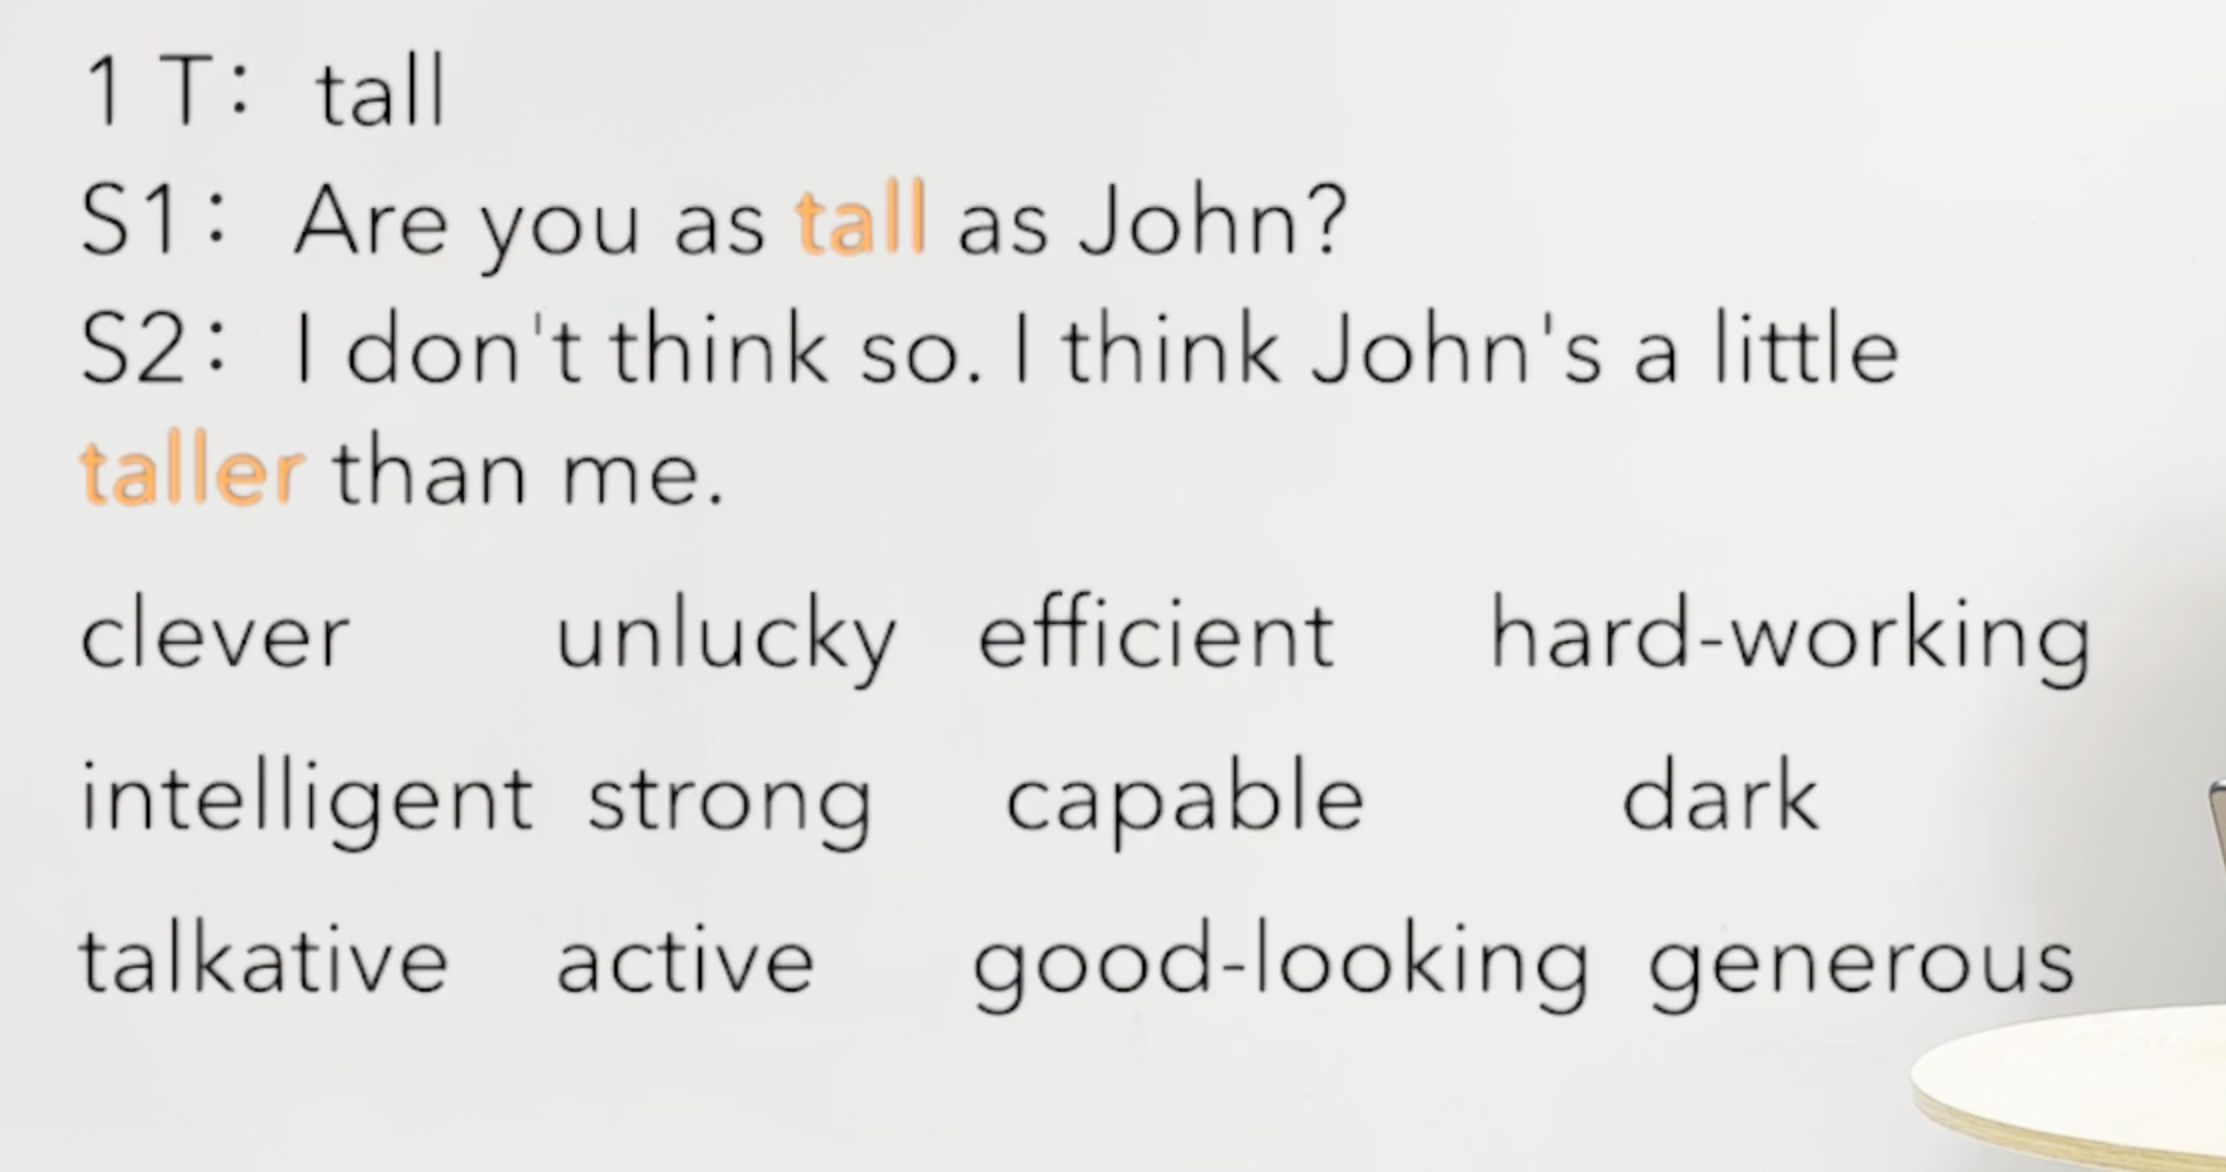 1 T： tall
S1： Are you as tall as John?
S2： I don't think so. I think John's a little
taller than me.
clever unlucky efficient hard-working
intelligent strong capable dark
talkative active good-looking generous